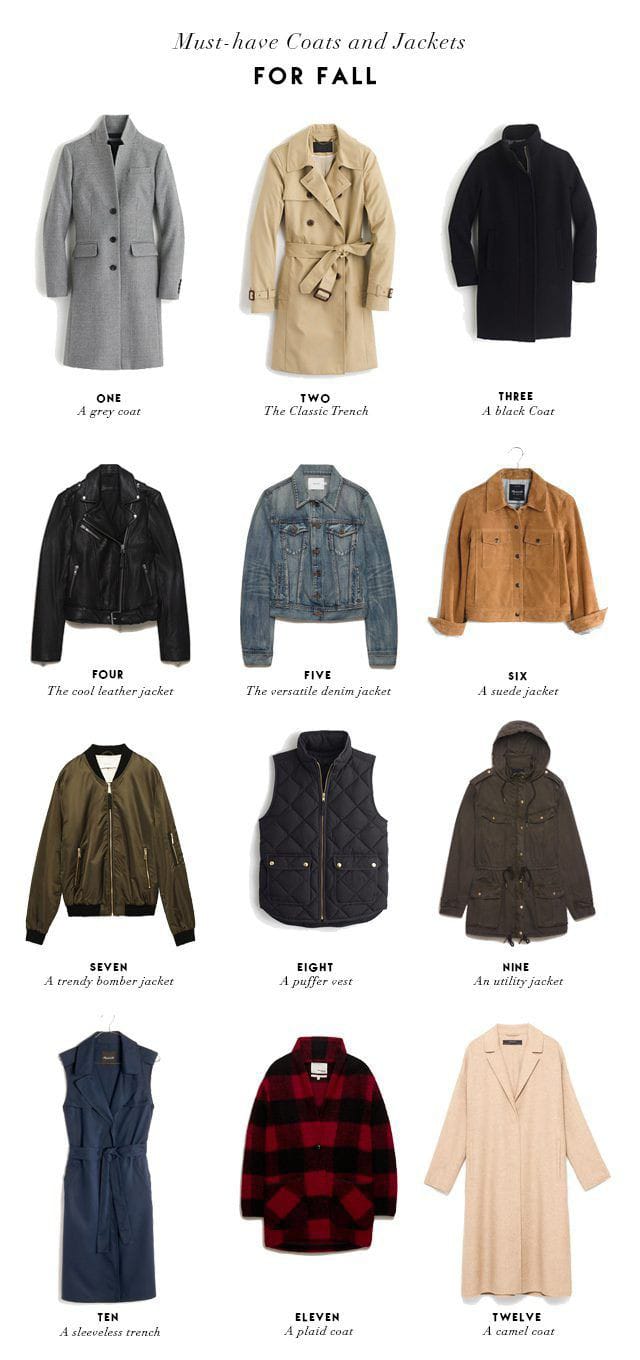 Must-have Coats and Jackets
FOR FALL
ONE
A grey coat
TWO
The Classic Trench
THREE
A black Coat
FOUR
The cool leather jacket
FIVE
The versatile denim jacket
SIX
A suede jacket
SEVEN
A trendy bomber jacket
EIGHT
A puffer vest
NINE
An utility jacket
TEN
A sleeveless trench
ELEVEN
A plaid coat
TWELVE
A camel coat